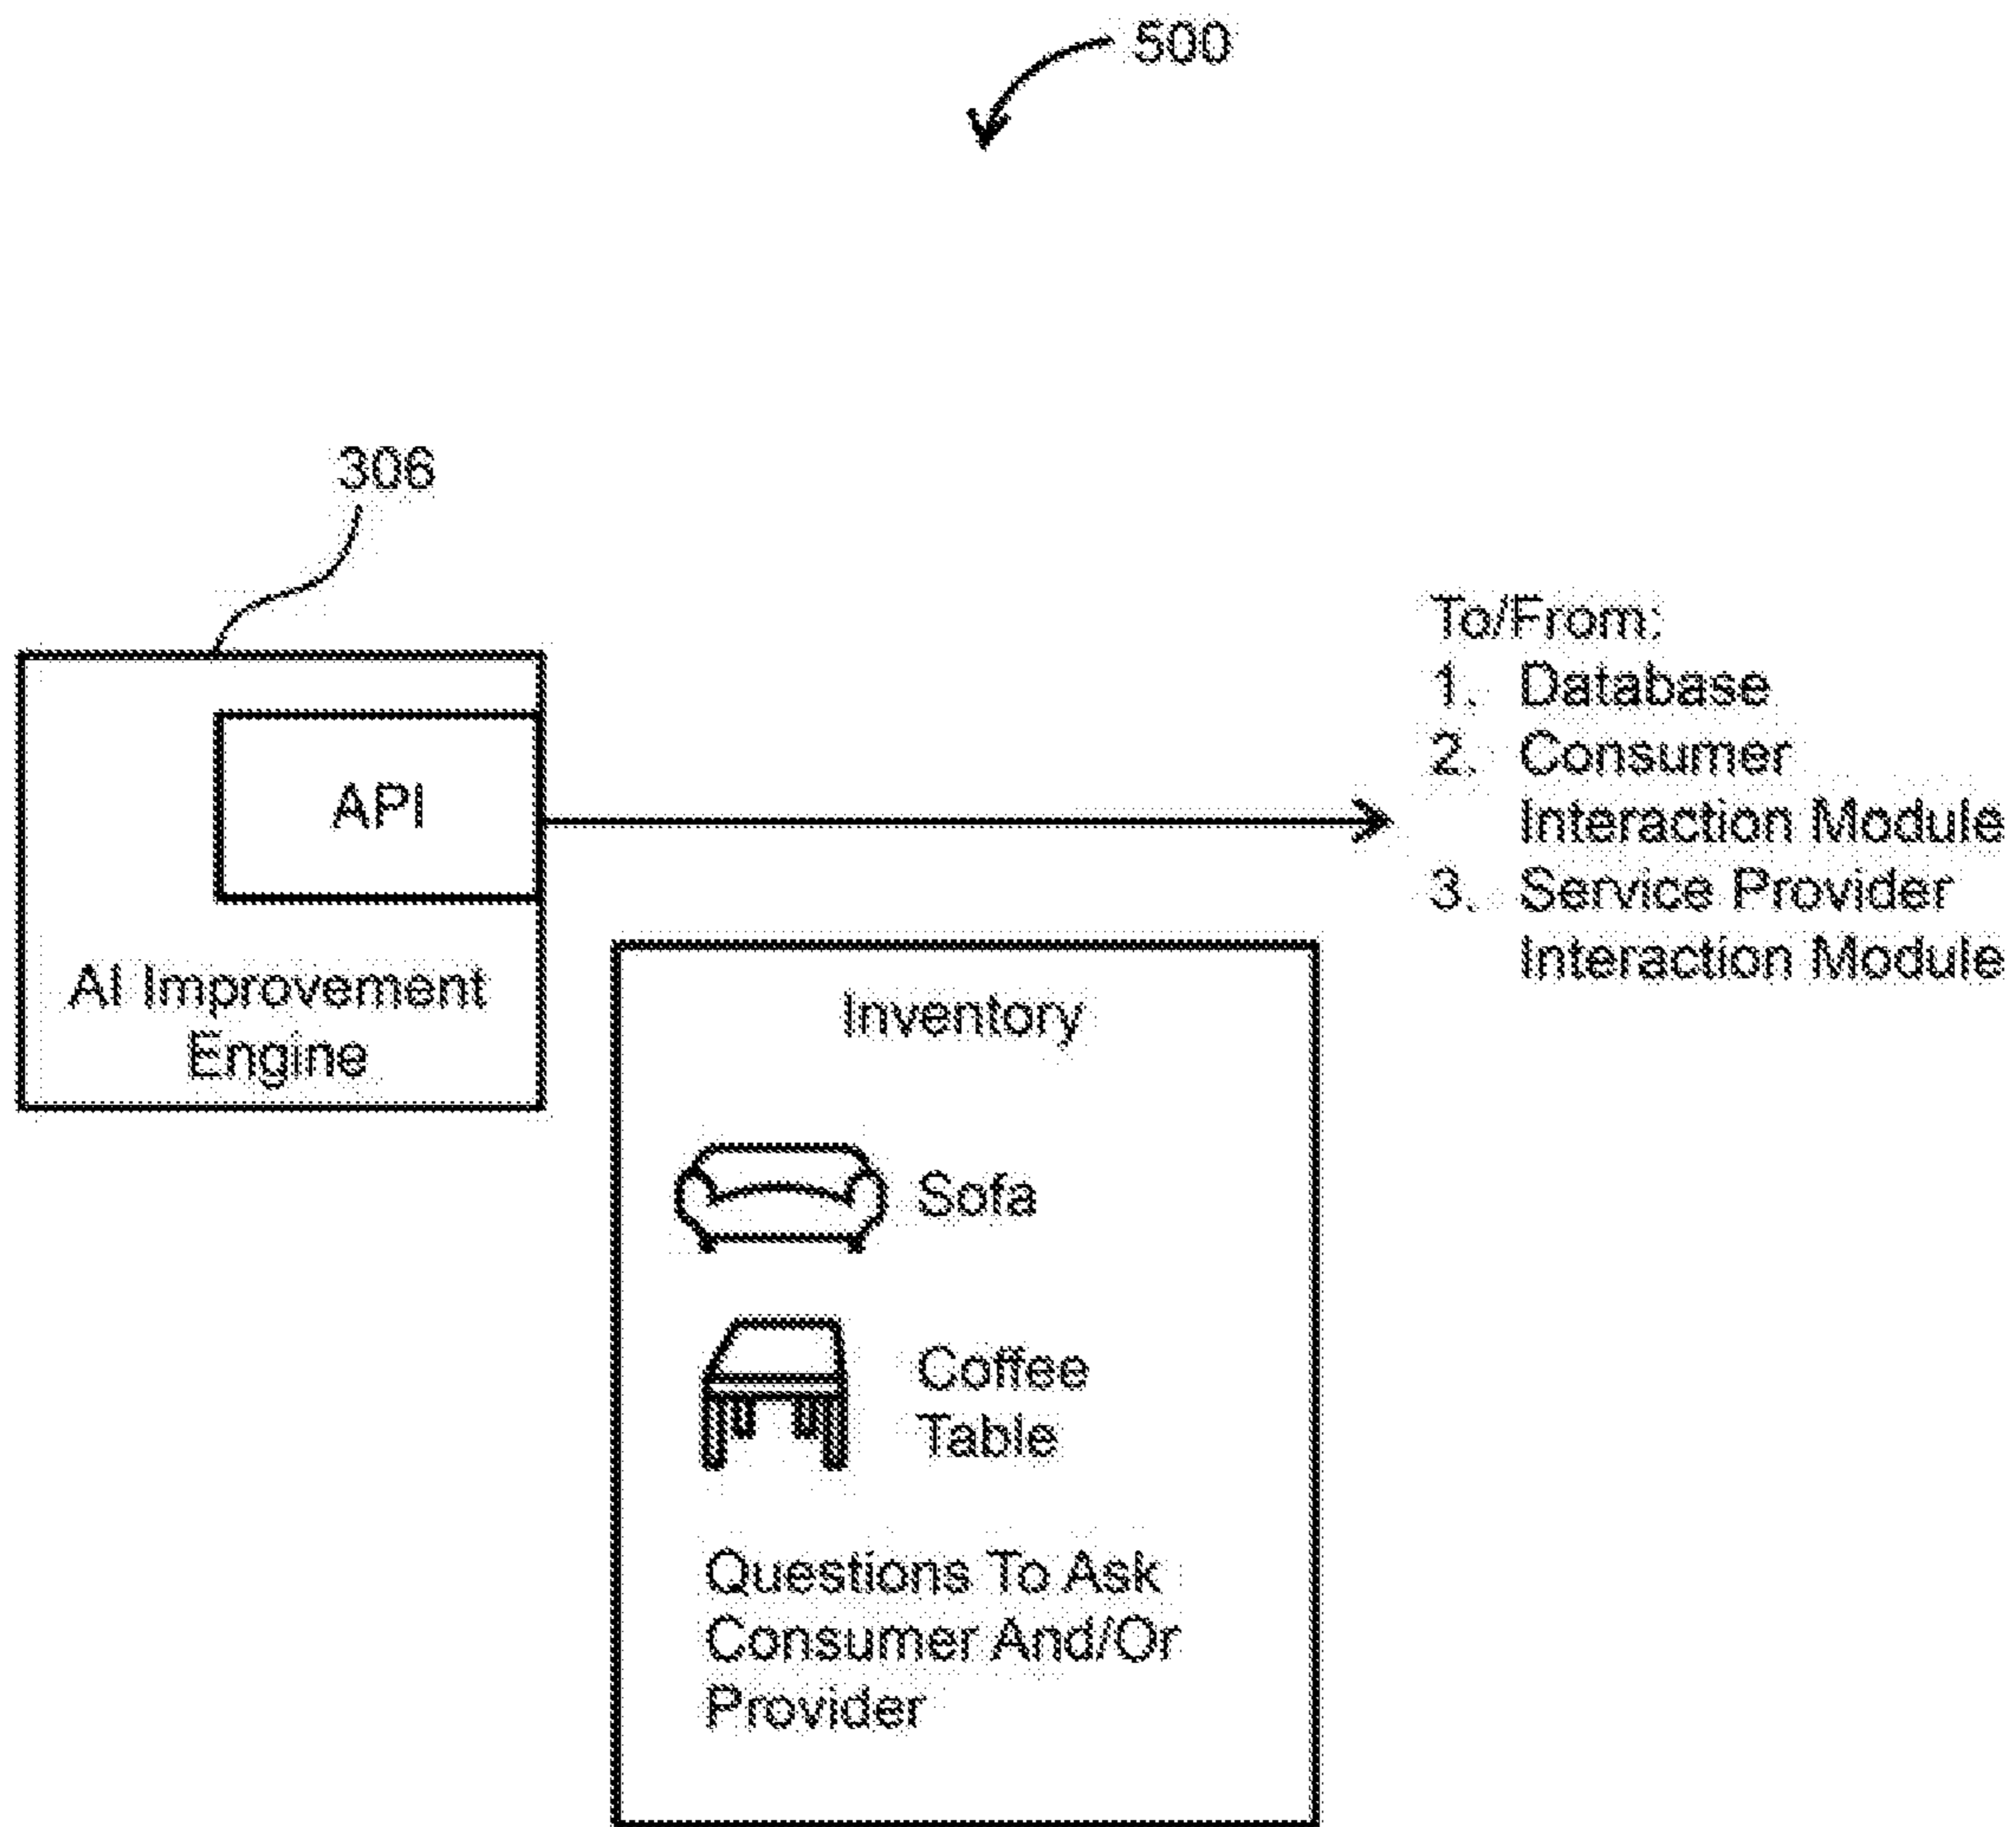 500
306
To/From:
1. Database
2. Consumer
Interaction Module
3. Service Provider
Interaction Module
API
AI Improvement
Engine
Inventory
Sofa
Coffee
Table
Questions To Ask
Consumer And/Or
Provider